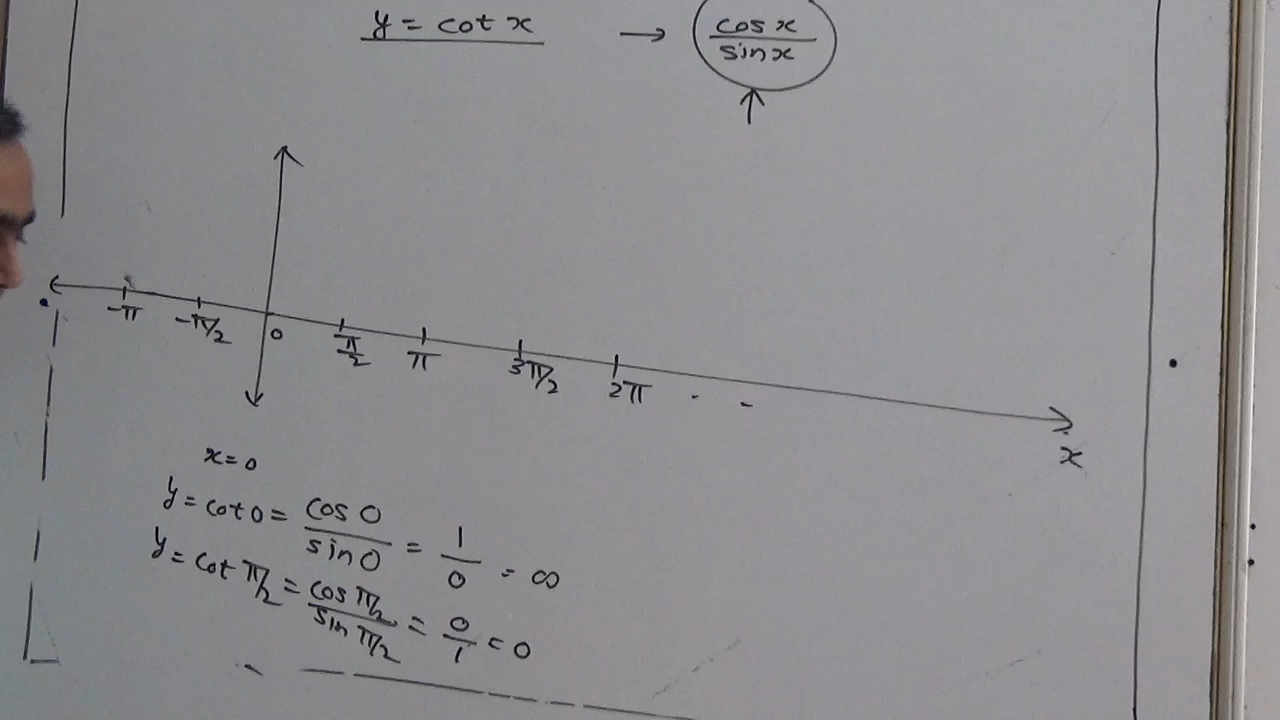 y = cot x → cos x / sin x
-π -π/2 0 π/2 π 3π/2 2π . -
x
x = 0
y = cot 0 = cos 0 / sin 0 = 1/0 = ∞
y = cot π/2 = cos π/2 / sin π/2 = 0/1 = 0